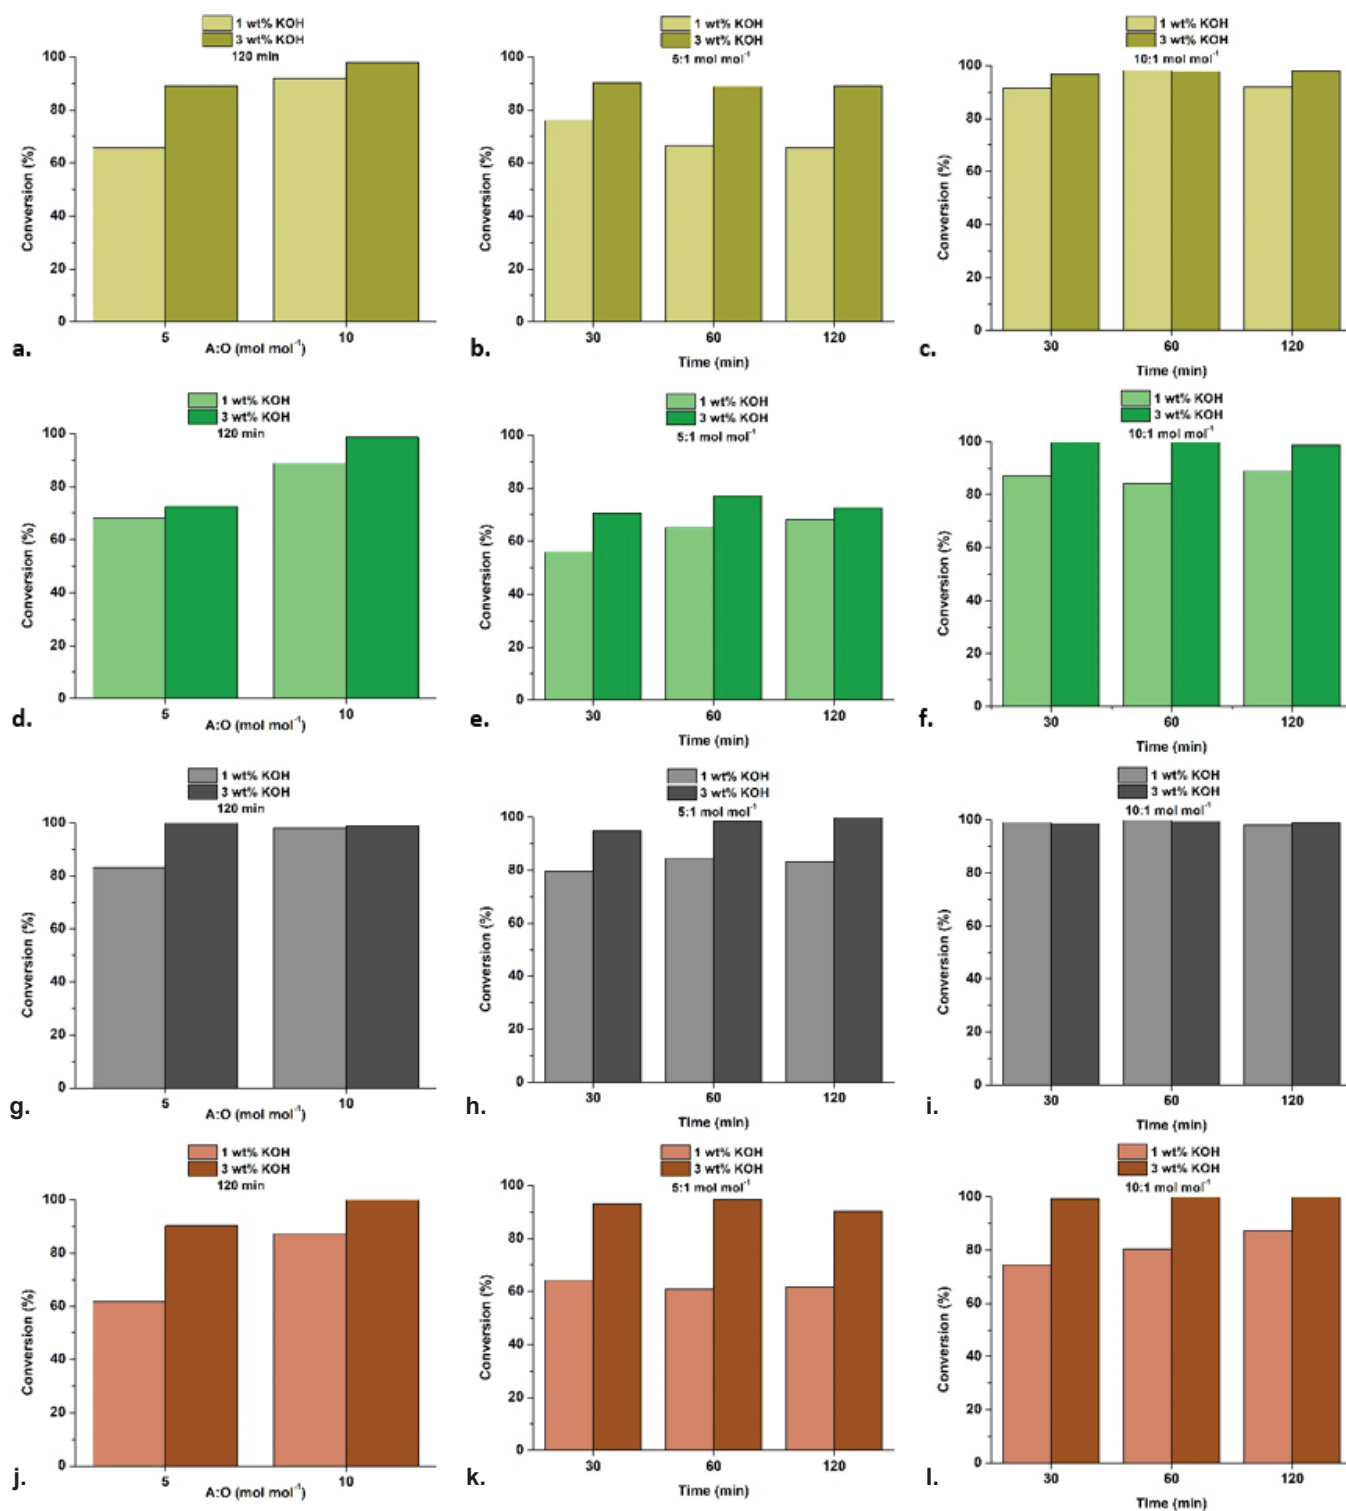 1 wt% KOH
3 wt% KOH
120 min
100
80
60
40
20
0
Conversion (%)
5
10
A:O (mol mol⁻¹)
a.
1 wt% KOH
3 wt% KOH
5:1 mol mol⁻¹
100
80
60
40
20
0
Conversion (%)
30
60
120
Time (min)
b.
1 wt% KOH
3 wt% KOH
10:1 mol mol⁻¹
100
80
60
40
20
0
Conversion (%)
30
60
120
Time (min)
c.
1 wt% KOH
3 wt% KOH
120 min
100
80
60
40
20
0
Conversion (%)
5
10
A:O (mol mol⁻¹)
d.
1 wt% KOH
3 wt% KOH
5:1 mol mol⁻¹
100
80
60
40
20
0
Conversion (%)
30
60
120
Time (min)
e.
1 wt% KOH
3 wt% KOH
10:1 mol mol⁻¹
100
80
60
40
20
0
Conversion (%)
30
60
120
Time (min)
f.
1 wt% KOH
3 wt% KOH
120 min
100
80
60
40
20
0
Conversion (%)
5
10
A:O (mol mol⁻¹)
g.
1 wt% KOH
3 wt% KOH
5:1 mol mol⁻¹
100
80
60
40
20
0
Conversion (%)
30
60
120
Time (min)
h.
1 wt% KOH
3 wt% KOH
10:1 mol mol⁻¹
100
80
60
40
20
0
Conversion (%)
30
60
120
Time (min)
i.
1 wt% KOH
3 wt% KOH
120 min
100
80
60
40
20
0
Conversion (%)
5
10
A:O (mol mol⁻¹)
j.
1 wt% KOH
3 wt% KOH
5:1 mol mol⁻¹
100
80
60
40
20
0
Conversion (%)
30
60
120
Time (min)
k.
1 wt% KOH
3 wt% KOH
10:1 mol mol⁻¹
100
80
60
40
20
0
Conversion (%)
30
60
120
Time (min)
l.